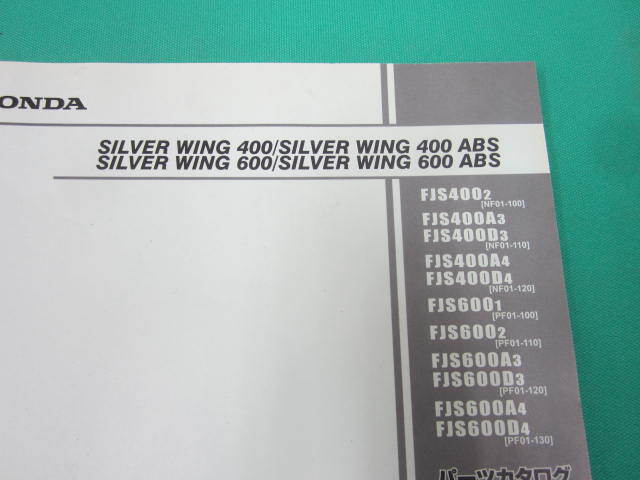 ONDA
SILVER WING 400/SILVER WING 400 ABS
SILVER WING 600/SILVER WING 600 ABS
FJS4002
[NF01-100]
FJS400A3
FJS400D3
[NF01-110]
FJS400A4
FJS400D4
[NF01-120]
FJS6001
[PF01-100]
FJS6002
[PF01-110]
FJS600A3
FJS600D3
[PF01-120]
FJS600A4
FJS600D4
[PF01-130]
パーツカタログ